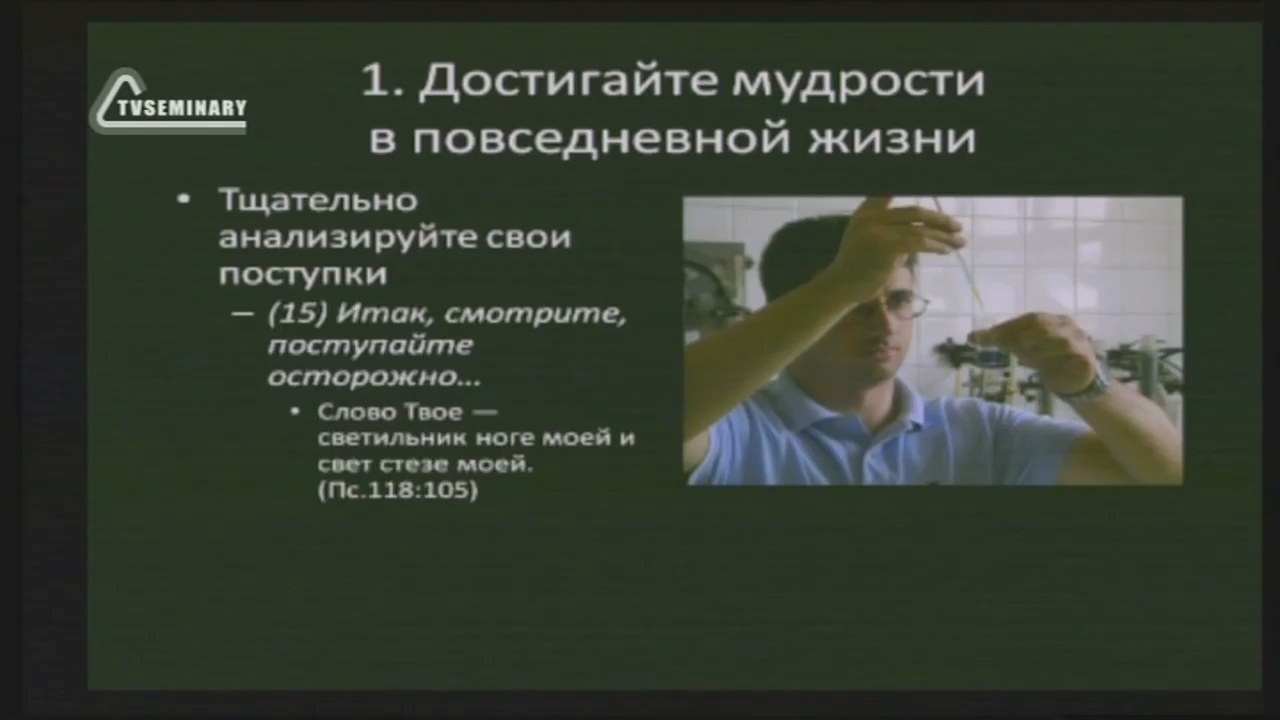 TVSEMINARY
1. Достигайте мудрости
в повседневной жизни
• Тщательно
анализируйте свои
поступки
– (15) Итак, смотрите,
поступайте
осторожно...
• Слово Твое —
светильник ноге моей и
свет стезе моей.
(Пс.118:105)